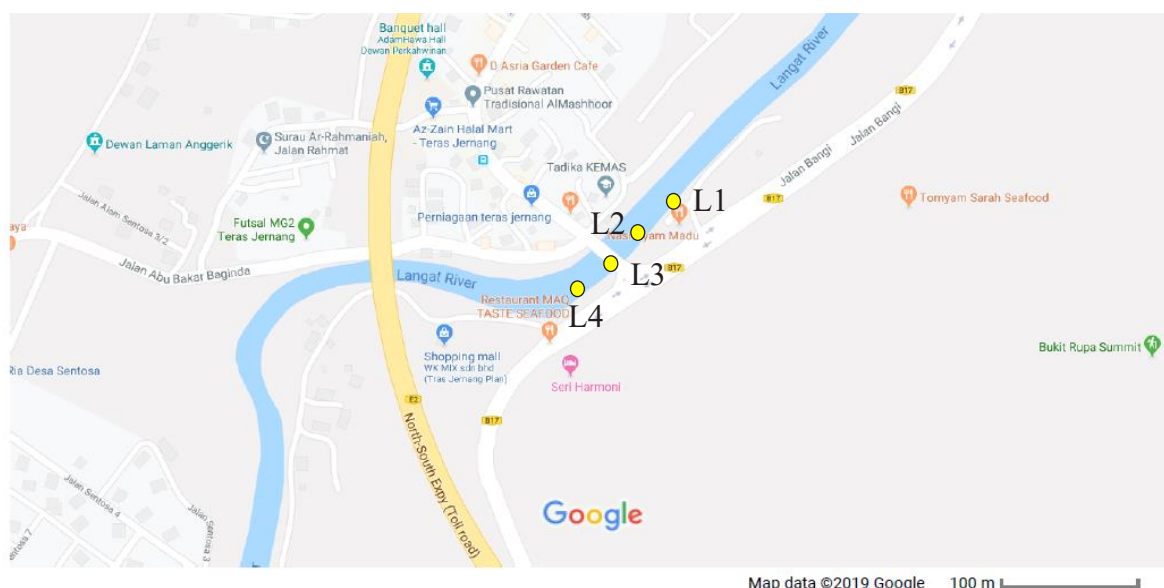 Banquet hall
AdamHawa Hall
Dewan Perkahwinan
D Asria Garden Cafe
Langat River
Pusat Rawatan
Tradisional AlMashhoor
B17
Jalan Bangi
Az-Zain Halal Mart
- Teras Jernang
Surau Ar-Rahmaniah,
Jalan Rahmat
Dewan Laman Anggerik
Jalan Bangi
Tadika KEMAS
B17
Tomyam Sarah Seafood
L1
Jalan Alam Sentosa 3/2
Perniagaan teras jernang
Futsal MG2
Teras Jernang
L2
Madu
aya
Jalan Abu Bakar Baginda
B17
L3
Langat River
Restaurant MAQ
TASTE SEAFOOD
L4
Bukit Rupa Summit
Shopping mall
WK MIX sdn bhd
(Tras Jernang Plan)
Ria Desa Sentosa
Seri Harmoni
E2
B17
North-South Expy (Toll road)
Jalan Sentosa 4
Jalan Sentosa 3
Google
Map data ©2019 Google 100 m